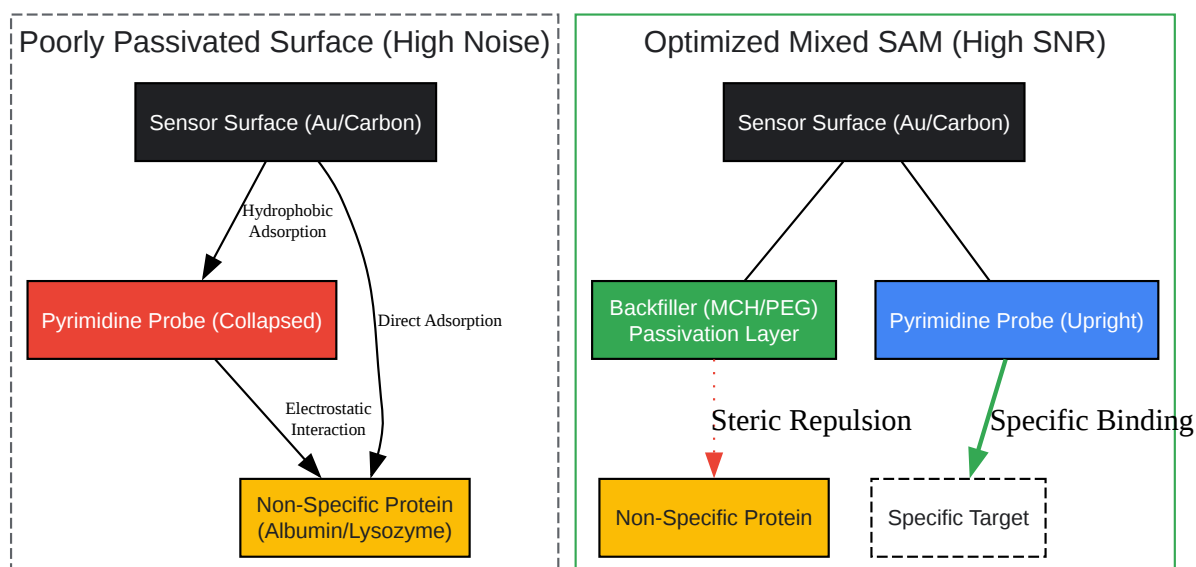 Poorly Passivated Surface (High Noise)
Sensor Surface (Au/Carbon)
Hydrophobic
Adsorption
Pyrimidine Probe (Collapsed)
Direct Adsorption
Electrostatic
Interaction
Non-Specific Protein
(Albumin/Lysozyme)
Optimized Mixed SAM (High SNR)
Sensor Surface (Au/Carbon)
Backfiller (MCH/PEG)
Passivation Layer
Pyrimidine Probe (Upright)
Steric Repulsion
Specific Binding
Non-Specific Protein
Specific Target